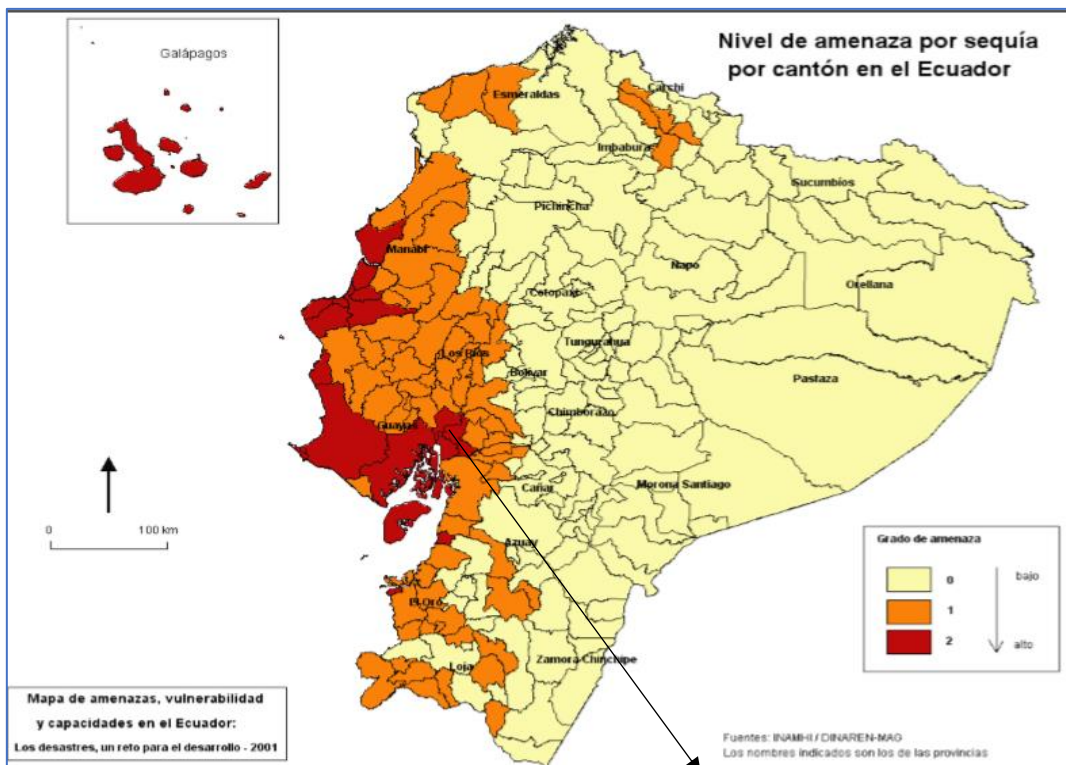 Galápagos
Nivel de amenaza por sequía
por cantón en el Ecuador
Esmeraldas
Carchi
Imbabura
Sucumbíos
Pichincha
Manabí
Napo
Orellana
Cotopaxi
Los Ríos
Tungurahua
Bolívar
Pastaza
Chimborazo
Guayas
Cañar
Morona Santiago
0
100 km
Azuay
Grado de amenaza
0
bajo
1
2
alto
El Oro
Loja
Zamora Chinchipe
Mapa de amenazas, vulnerabilidad
y capacidades en el Ecuador:
Los desastres, un reto para el desarrollo - 2001
Fuentes: INAMHI / DINAREN-MAG
Los nombres indicados son los de las provincias